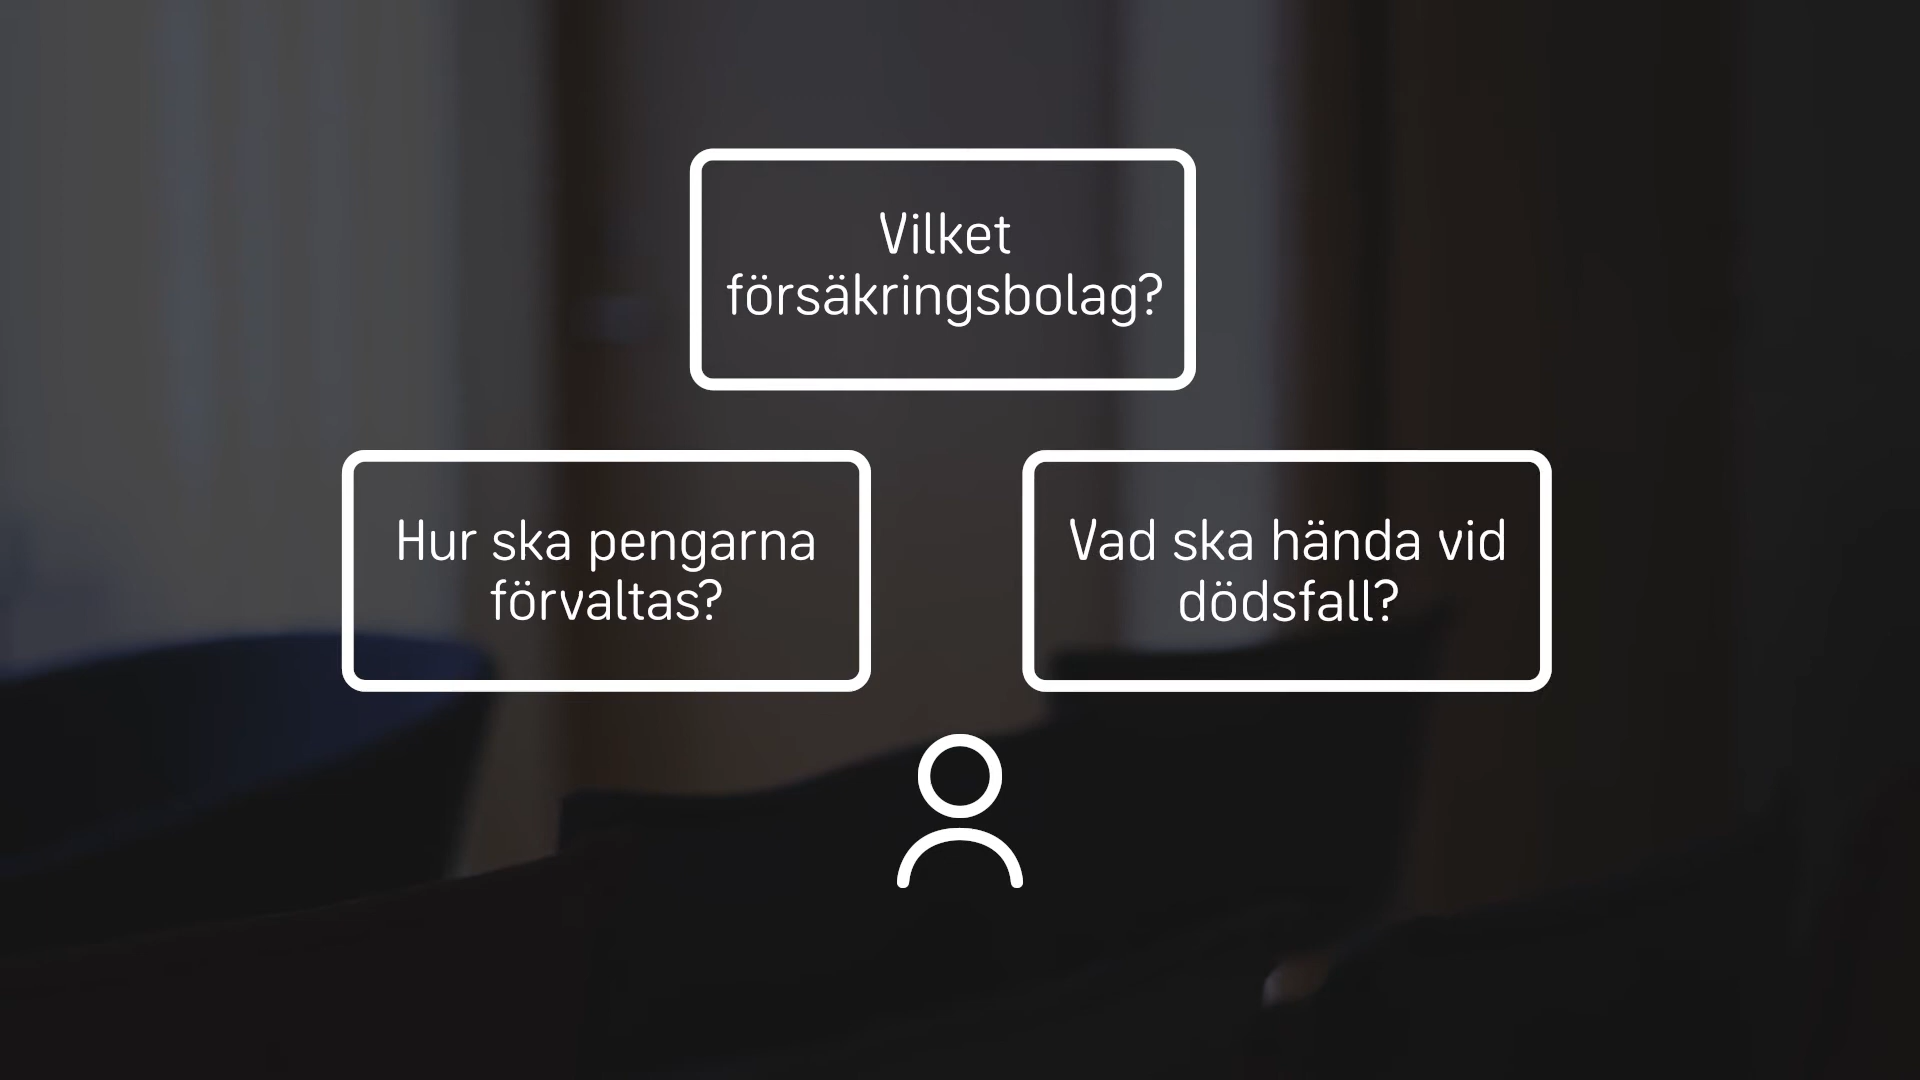 Vilket
försäkringsbolag?
Hur ska pengarna
förvaltas?
Vad ska hända vid
dödsfall?